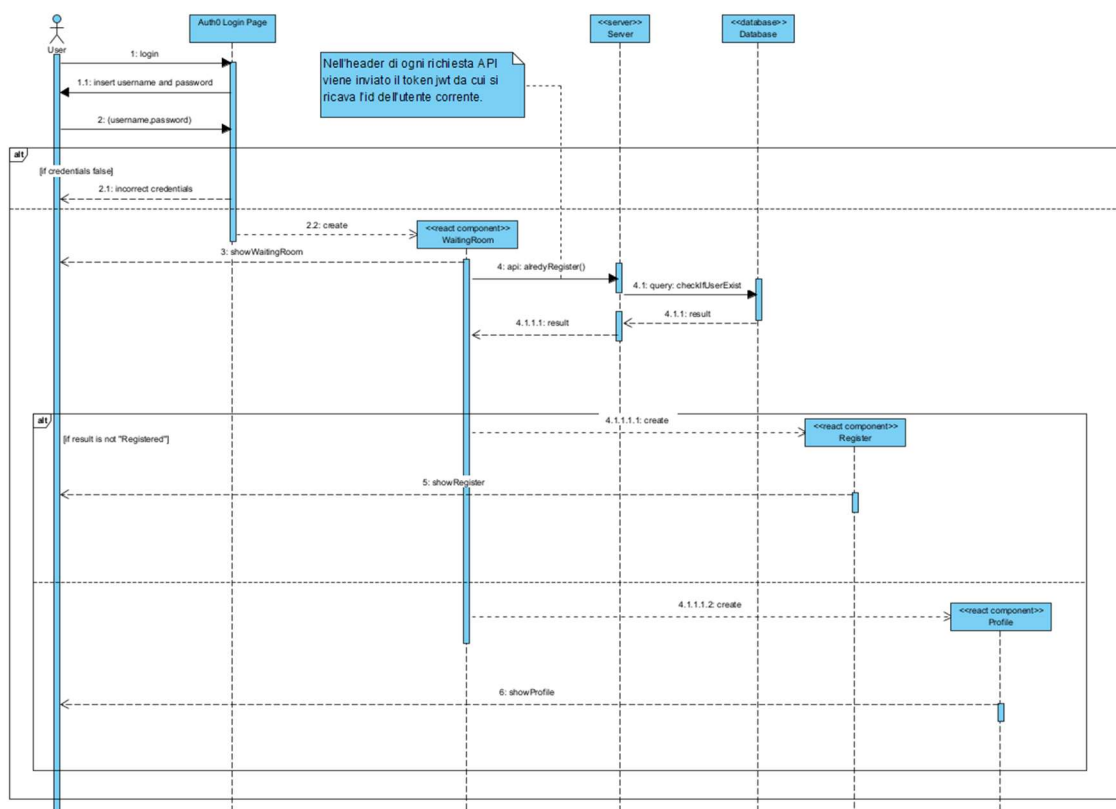 User
Auth0 Login Page
<<server>>
Server
<<database>>
Database
1: login
1.1: insert username and password
2: (username,password)
Nell'header di ogni richiesta API
viene inviato il token jwt da cui si
ricava l'id dell'utente corrente.
alt
[if credentials false]
2.1: incorrect credentials
2.2: create
<<react component>>
WaitingRoom
3: showWaitingRoom
4: api: alredyRegister()
4.1: query: checkIfUserExist
4.1.1: result
4.1.1.1: result
alt
[if result is not "Registered"]
4.1.1.1.1: create
<<react component>>
Register
5: showRegister
4.1.1.1.2: create
<<react component>>
Profile
6: showProfile